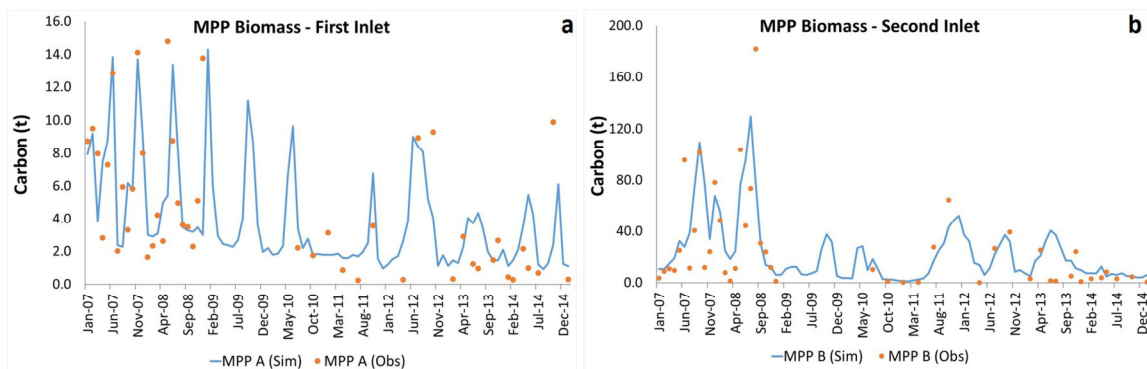 MPP Biomass - First Inlet
a
Carbon (t)
16.0
14.0
12.0
10.0
8.0
6.0
4.0
2.0
0.0
Jan-07
Jun-07
Nov-07
Apr-08
Sep-08
Feb-09
Jul-09
Dec-09
May-10
Oct-10
Mar-11
Aug-11
Jan-12
Jun-12
Nov-12
Apr-13
Sep-13
Feb-14
Jul-14
Dec-14
MPP A (Sim)
MPP A (Obs)
MPP Biomass - Second Inlet
b
Carbon (t)
200.0
160.0
120.0
80.0
40.0
0.0
Jan-07
Jun-07
Nov-07
Apr-08
Sep-08
Feb-09
Jul-09
Dec-09
May-10
Oct-10
Mar-11
Aug-11
Jan-12
Jun-12
Nov-12
Apr-13
Sep-13
Feb-14
Jul-14
Dec-14
MPP B (Sim)
MPP B (Obs)